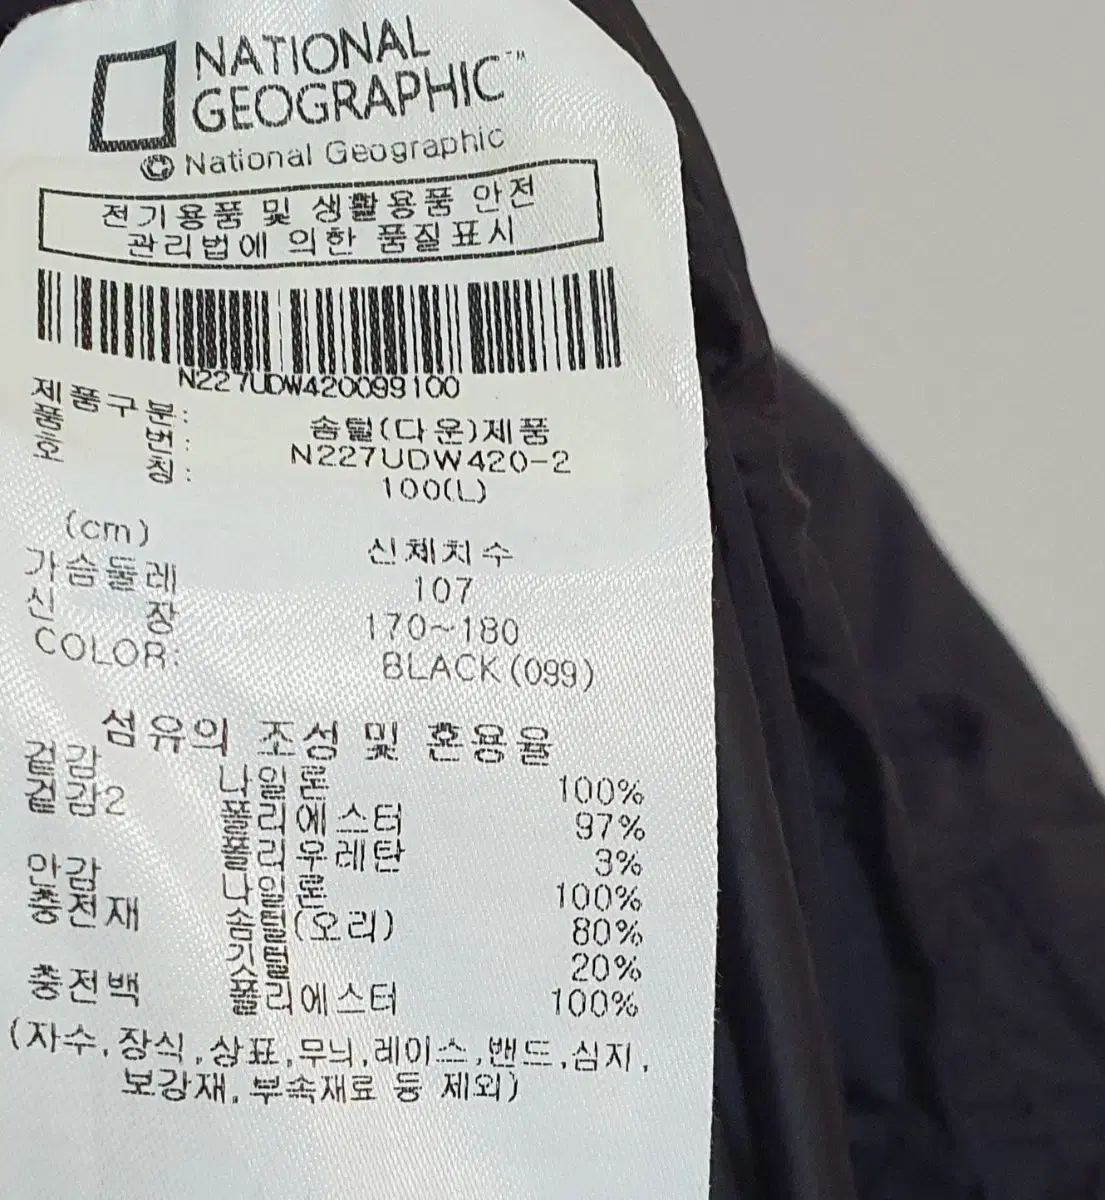 NATIONAL
GEOGRAPHIC™
© National Geographic
전기용품 및 생활용품 안전
관리법에 의한 품질표시
N227UDW420099100
제품구분: 솜털(다운)제품
품번: N227UDW420-2
호칭: 100(L)
(cm) 신체치수
가슴둘레 107
신장 170~180
COLOR: BLACK(099)
섬유의 조성 및 혼용율
겉감 나일론 100%
겉감2 폴리에스터 97%
폴리우레탄 3%
안감 나일론 100%
충전재 솜털(오리) 80%
깃털 20%
충전백 폴리에스터 100%
(자수,장식,상표,무늬,레이스,밴드,심지,
보강재,부속재료 등 제외)